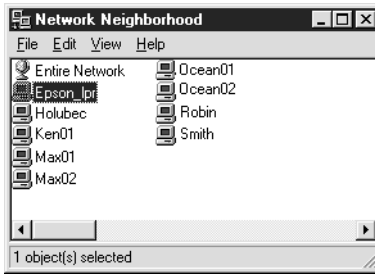 Network Neighborhood
File Edit View Help
Entire Network
Epson_lpr
Holubec
Ken01
Max01
Max02
Ocean01
Ocean02
Robin
Smith
1 object(s) selected